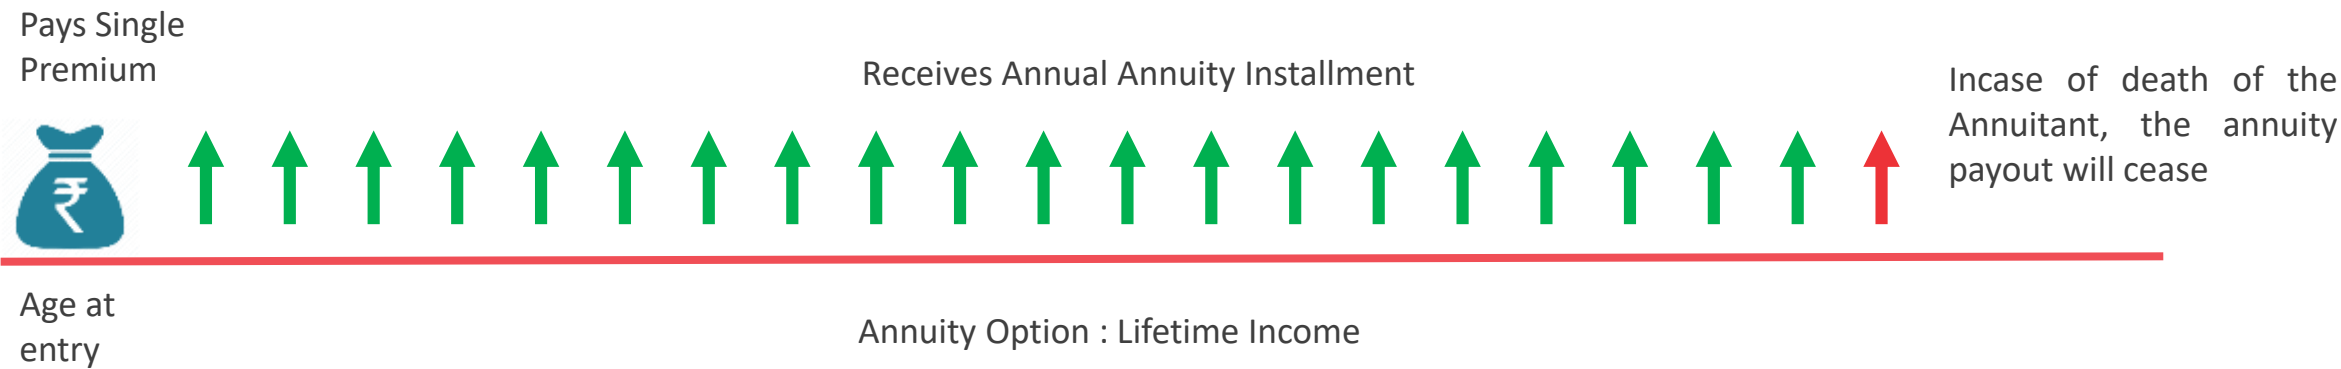 Pays Single
Premium
Receives Annual Annuity Installment
Incase of death of the
Annuitant, the annuity
payout will cease
₹
Age at
entry
Annuity Option : Lifetime Income